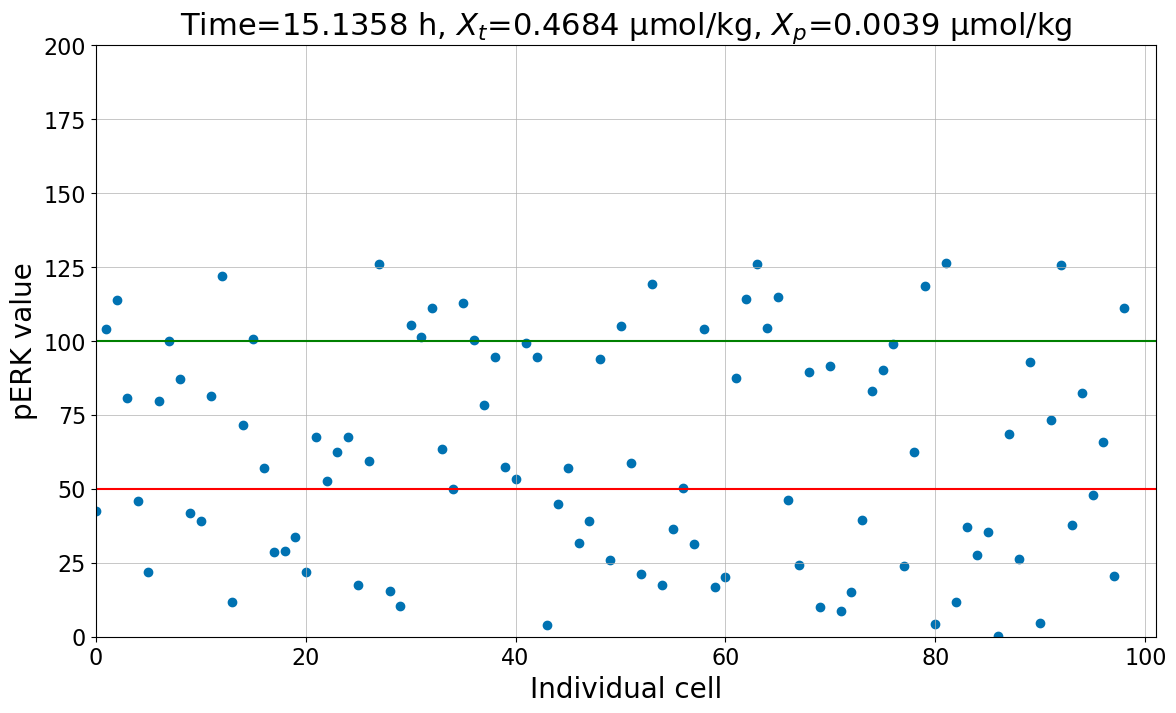 Time=15.1358 h, Xt=0.4684 μmol/kg, Xp=0.0039 μmol/kg
200
175
150
125
100
75
50
25
0
pERK value
0 20 40 60 80 100
Individual cell